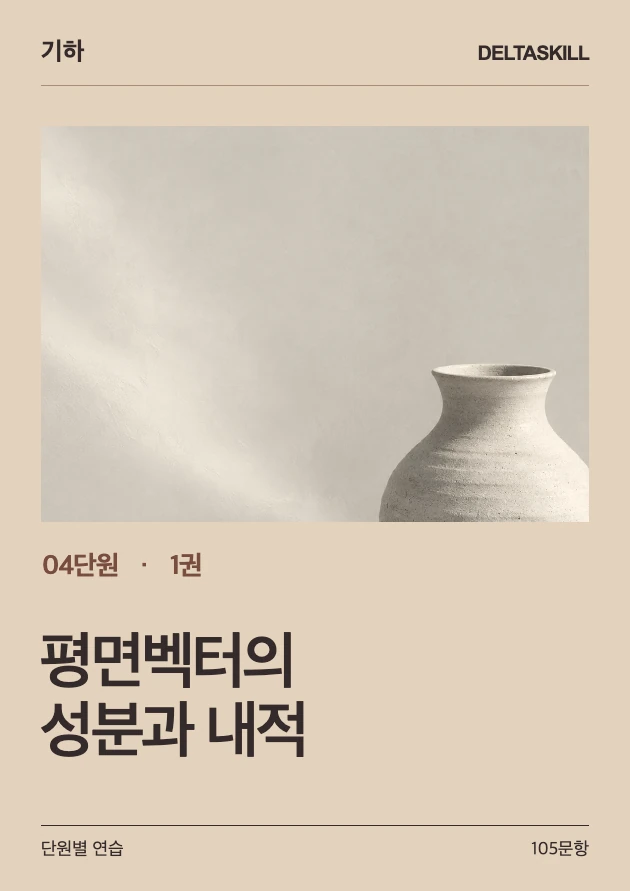 기하
DELTASKILL
04단원 · 1권
평면벡터의
성분과 내적
단원별 연습
105문항